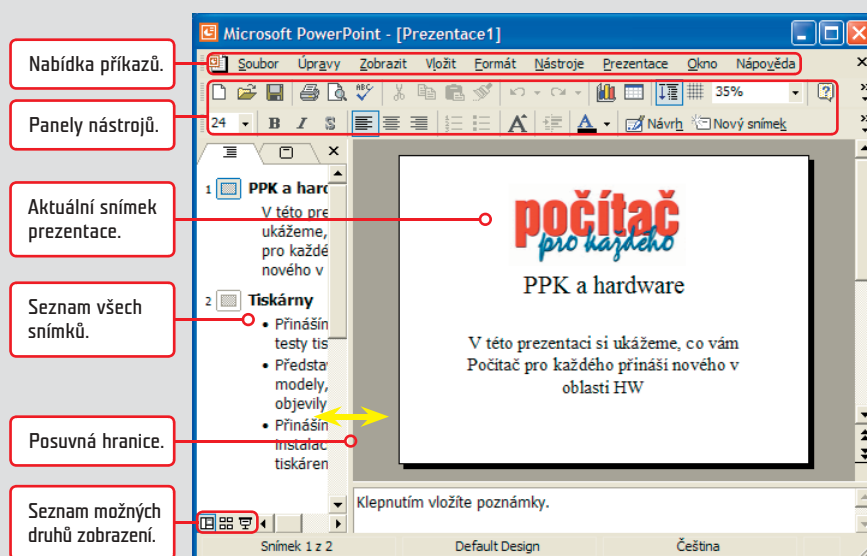 Microsoft PowerPoint - [Prezentace1]
Nabídka příkazů.
Soubor Úpravy Zobrazit Vložit Formát Nástroje Prezentace Okno Nápověda
35%
Panely nástrojů.
24 B I S A A Návrh Nový snímek
Aktuální snímek
prezentace.
Seznam všech
snímků.
Posuvná hranice.
Seznam možných
druhů zobrazení.
1 PPK a hard
V této pre
ukážeme,
pro každé
nového v
2 Tiskárny
• Přináším
testy tis
• Předsta
modely,
objevily
• Přináším
instalac
tiskáren
počítač
pro každého
PPK a hardware
V této prezentaci si ukážeme, co vám
Počítač pro každého přináší nového v
oblasti HW
Klepnutím vložíte poznámky.
Snímek 1 z 2 Default Design Čeština